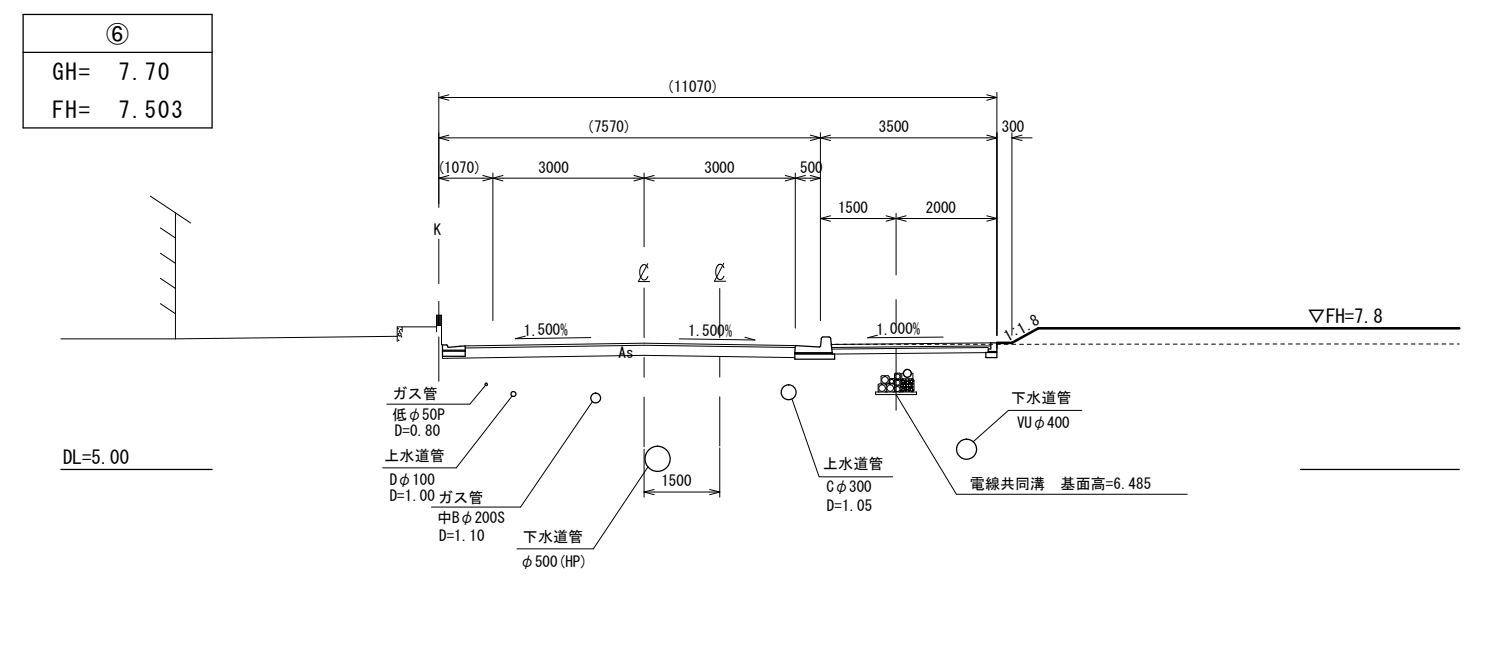 ⑥
GH= 7.70
FH= 7.503
(11070)
(7570)
3500
300
(1070)
3000
3000
500
1500
2000
K
℄
℄
1.500%
1.500%
1.000%
1:1.8
▽FH=7.8
As
ガス管
低φ50P
D=0.80
上水道管
Dφ100
D=1.00
ガス管
中Bφ200S
D=1.10
下水道管
φ500(HP)
1500
上水道管
Cφ300
D=1.05
下水道管
VUφ400
電線共同溝 基面高=6.485
DL=5.00